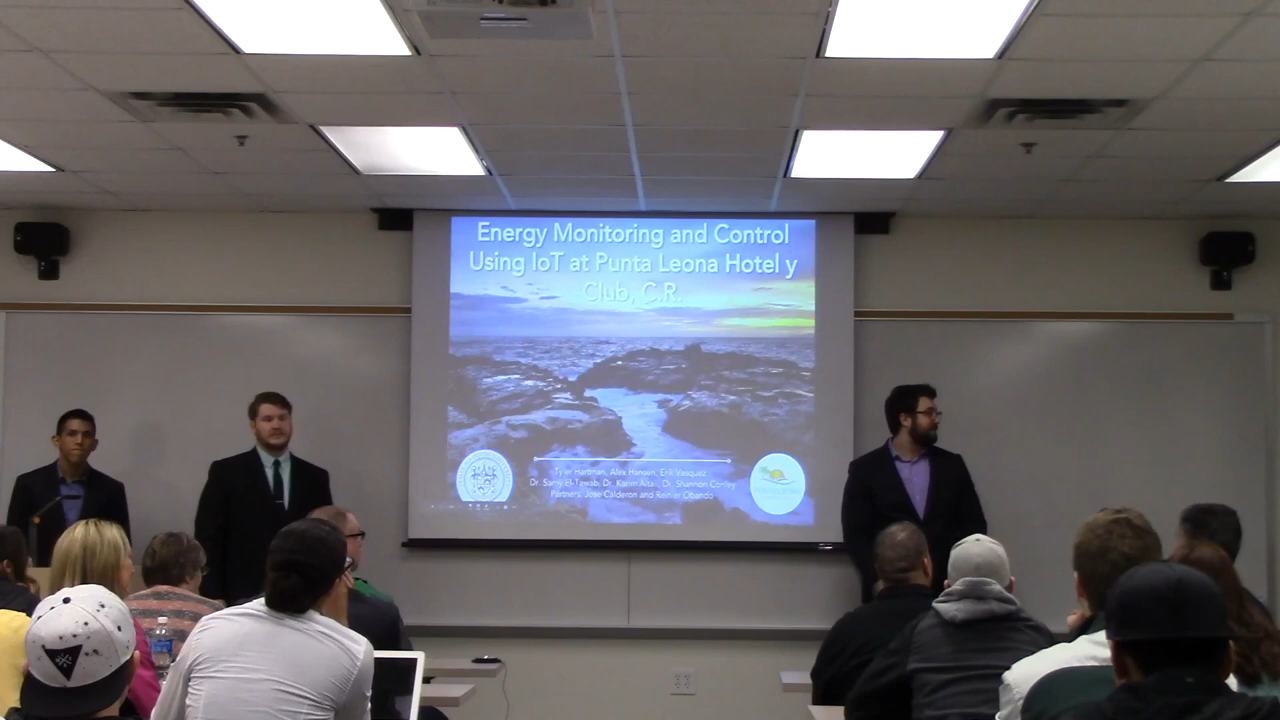 Energy Monitoring and Control
Using IoT at Punta Leona Hotel y
Club, C.R.
Tyler Hartman, Alex Hansen, Erik Vasquez
Dr. Samy El-Tawab, Dr. Karim Altaii, Dr. Shannon Conley
Partners, Jose Calderon and Reinier Obando